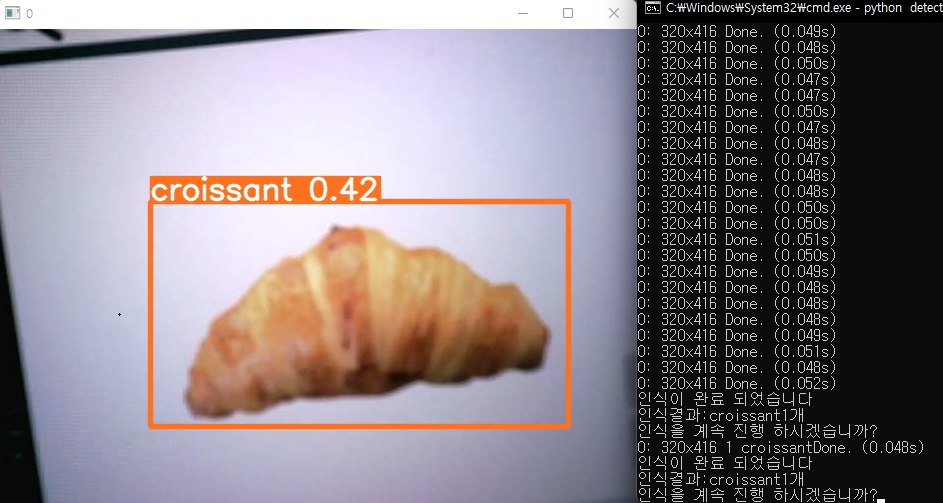 0
croissant 0.42
C:\Windows\System32\cmd.exe - python  detect
0: 320x416 Done. (0.049s)
0: 320x416 Done. (0.048s)
0: 320x416 Done. (0.050s)
0: 320x416 Done. (0.047s)
0: 320x416 Done. (0.047s)
0: 320x416 Done. (0.050s)
0: 320x416 Done. (0.047s)
0: 320x416 Done. (0.048s)
0: 320x416 Done. (0.047s)
0: 320x416 Done. (0.048s)
0: 320x416 Done. (0.048s)
0: 320x416 Done. (0.050s)
0: 320x416 Done. (0.050s)
0: 320x416 Done. (0.051s)
0: 320x416 Done. (0.050s)
0: 320x416 Done. (0.049s)
0: 320x416 Done. (0.048s)
0: 320x416 Done. (0.048s)
0: 320x416 Done. (0.048s)
0: 320x416 Done. (0.049s)
0: 320x416 Done. (0.051s)
0: 320x416 Done. (0.048s)
0: 320x416 Done. (0.052s)
인식이 완료 되었습니다
인식결과:croissant1개
인식을 계속 진행 하시겠습니까?
0: 320x416 1 croissantDone. (0.048s)
인식이 완료 되었습니다
인식결과:croissant1개
인식을 계속 진행 하시겠습니까?